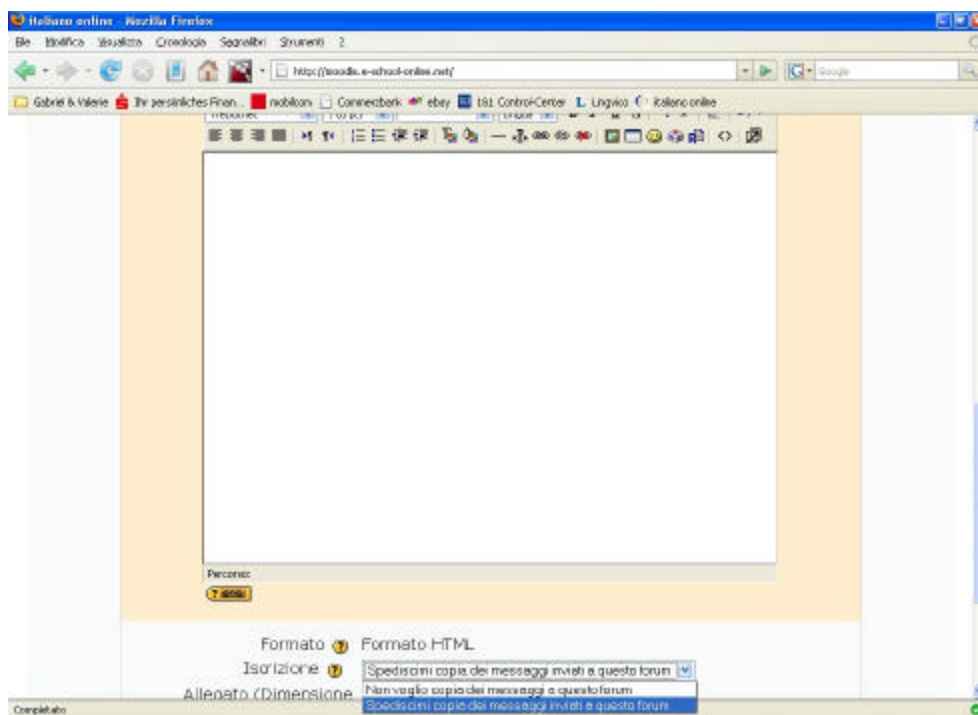 italiano online - Mozilla Firefox
File Modifica Visualizza Cronologia Segnalibri Strumenti ?
http://moodle.e-school-online.net/ Google
Gabriel & Valerie Ihr persönliches Finan... mobilcom Commerzbank ebay 1&1 Control-Center Lingvico italiano online
Trebuchet Lingua
Percorso:
Formato Formato HTML
Iscrizione Spediscimi copia dei messaggi inviati a questo forum
Non voglio copia dei messaggi a questo forum
Allegato (Dimensione Spediscimi copia dei messaggi inviati a questo forum
Completato